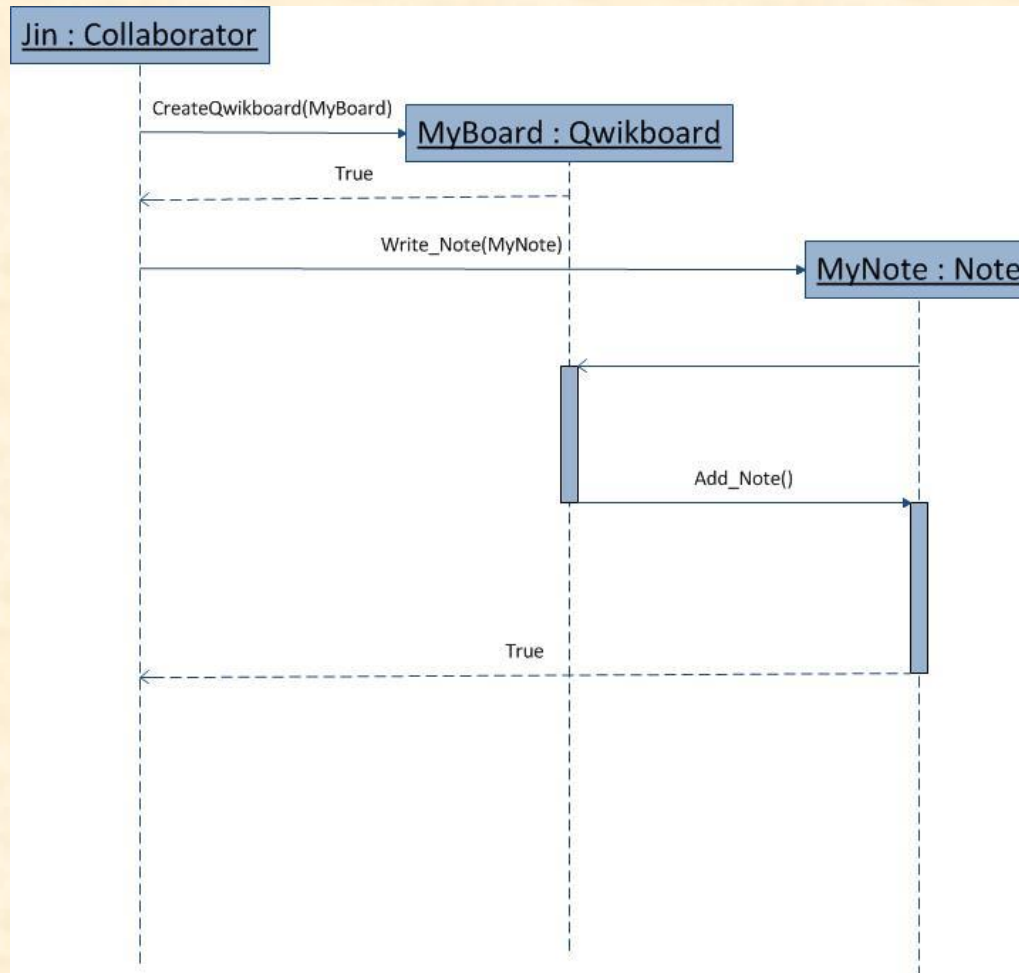 Jin : Collaborator
CreateQwikboard(MyBoard)
MyBoard : Qwikboard
True
Write_Note(MyNote)
MyNote : Note
Add_Note()
True